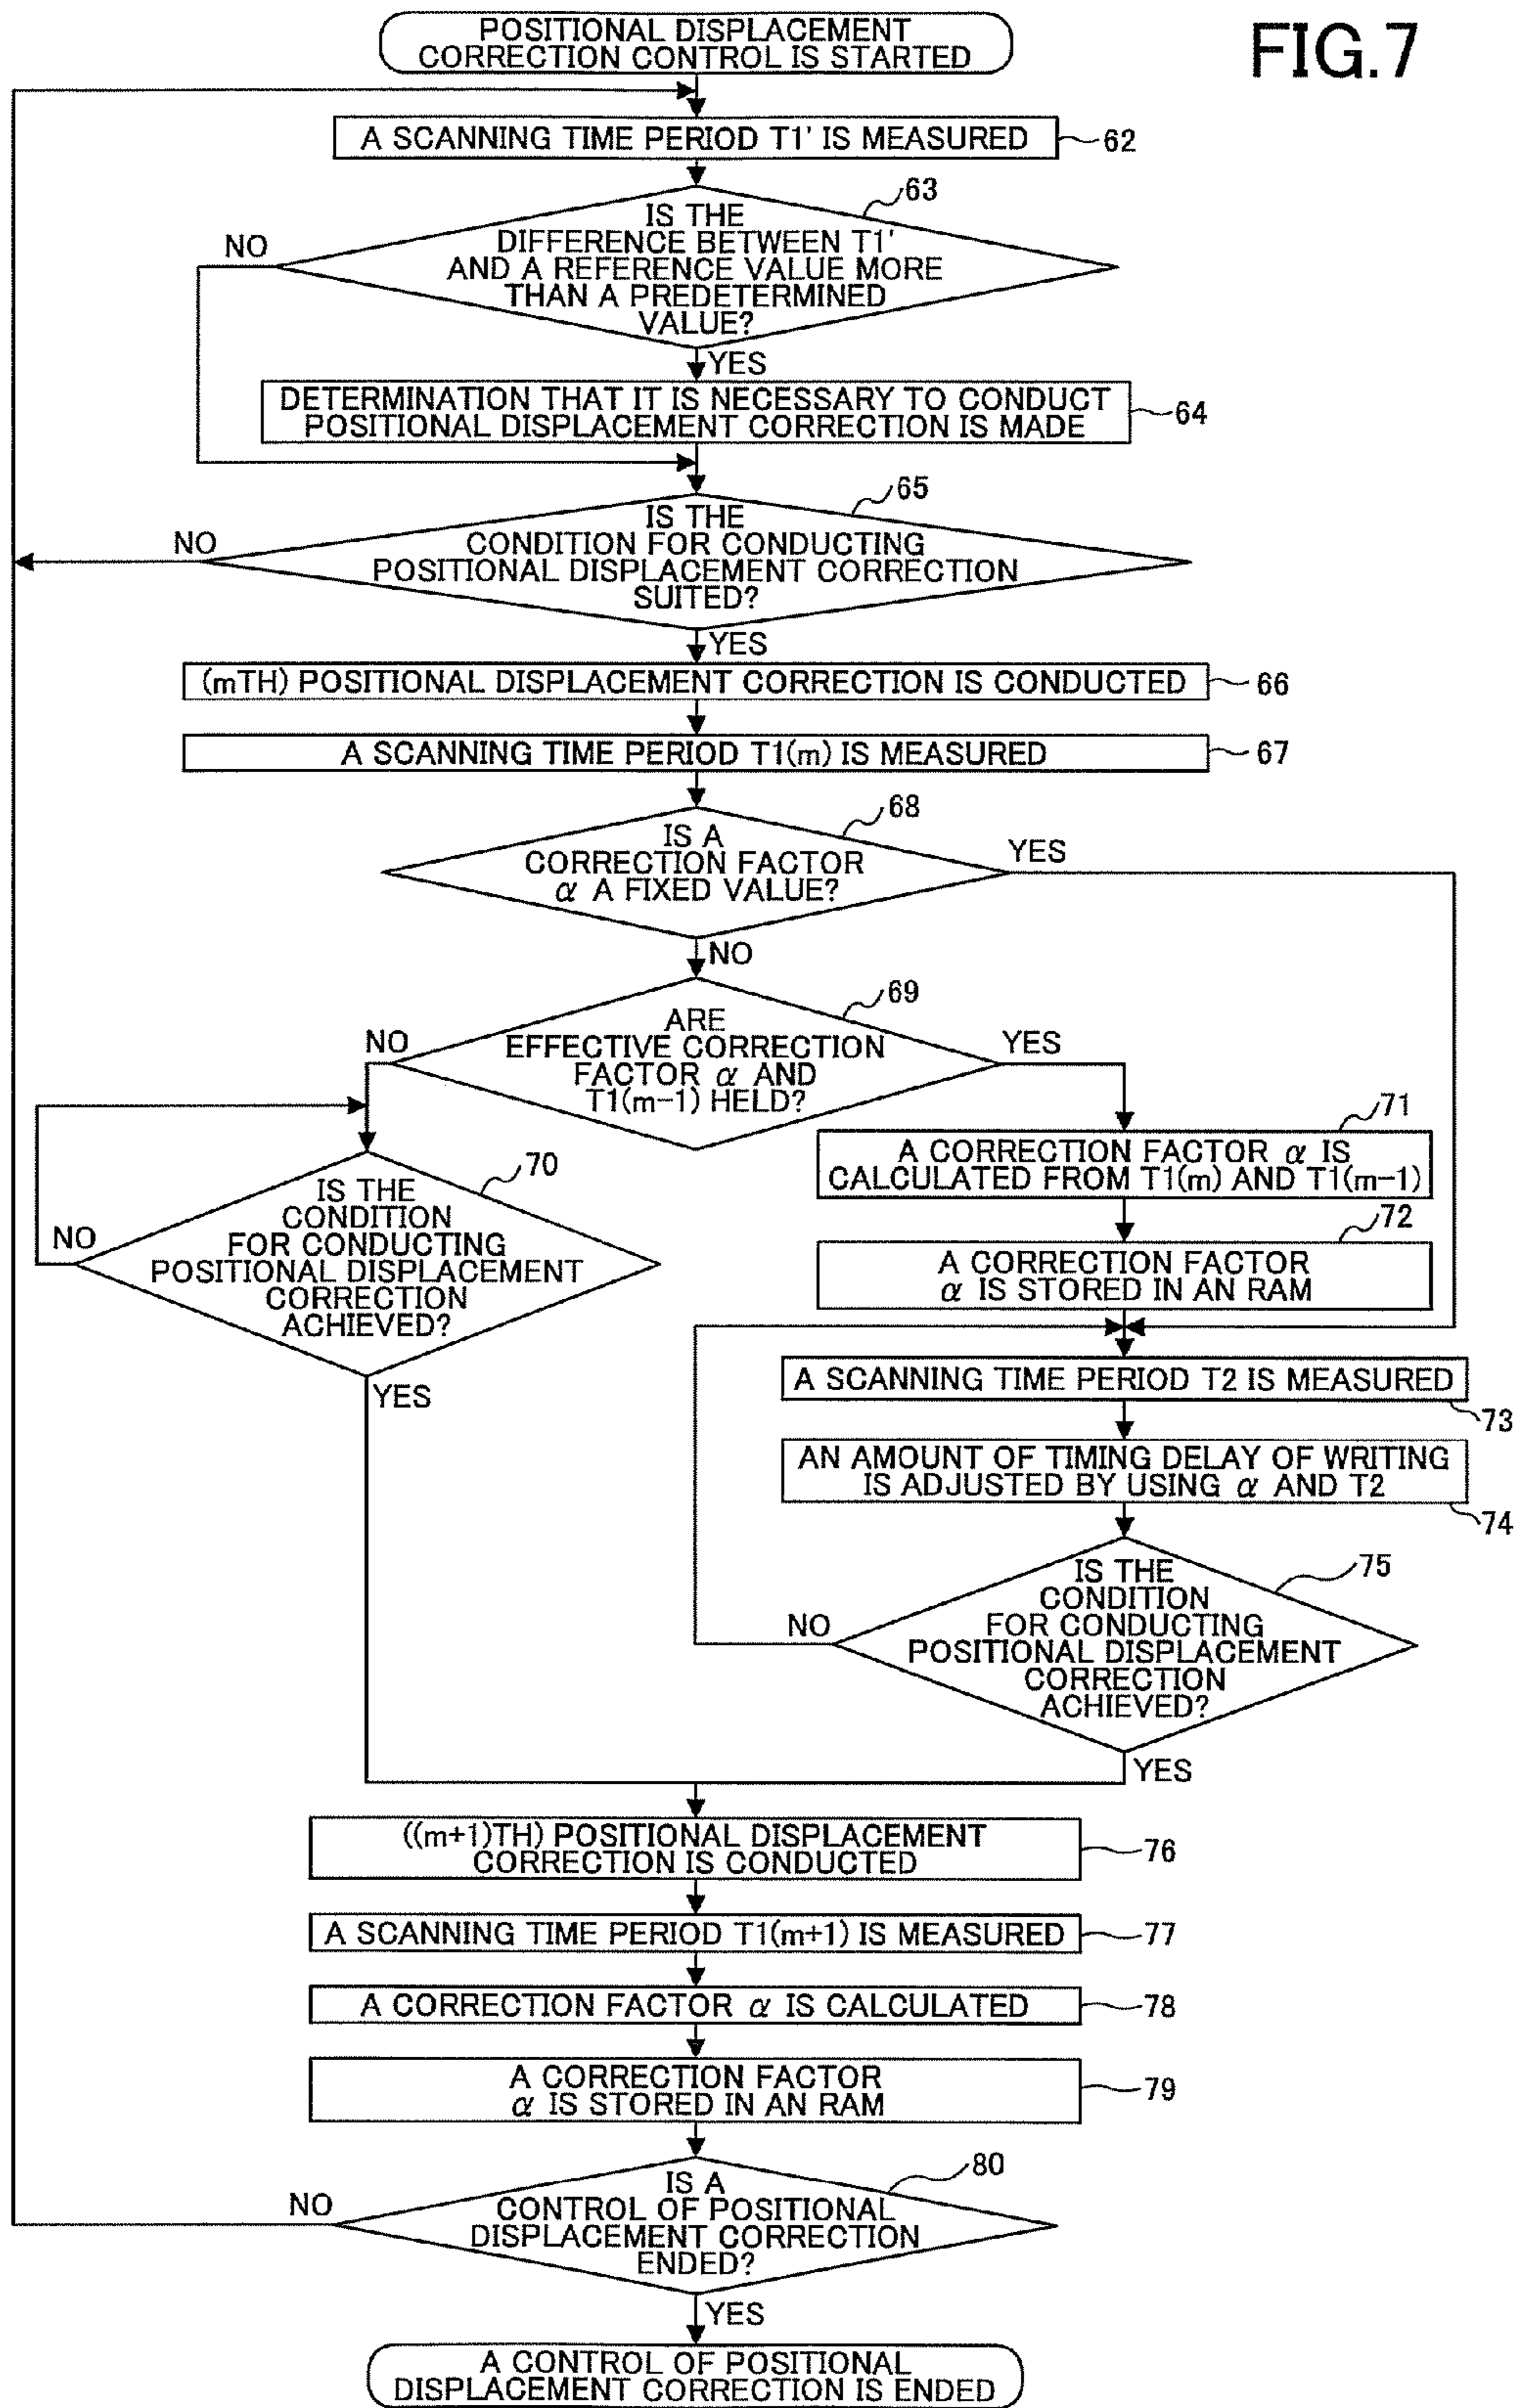 FIG.7
POSITIONAL DISPLACEMENT
CORRECTION CONTROL IS STARTED
A SCANNING TIME PERIOD T1' IS MEASURED
62
63
IS THE
DIFFERENCE BETWEEN T1'
AND A REFERENCE VALUE MORE
THAN A PREDETERMINED
VALUE?
NO
YES
DETERMINATION THAT IT IS NECESSARY TO CONDUCT
POSITIONAL DISPLACEMENT CORRECTION IS MADE
64
65
IS THE
CONDITION FOR CONDUCTING
POSITIONAL DISPLACEMENT CORRECTION
SUITED?
NO
YES
(mTH) POSITIONAL DISPLACEMENT CORRECTION IS CONDUCTED
66
A SCANNING TIME PERIOD T1(m) IS MEASURED
67
68
IS A
CORRECTION FACTOR
α A FIXED VALUE?
YES
NO
69
ARE
EFFECTIVE CORRECTION
FACTOR α AND
T1(m-1) HELD?
NO
YES
70
IS THE
CONDITION
FOR CONDUCTING
POSITIONAL DISPLACEMENT
CORRECTION
ACHIEVED?
NO
YES
71
A CORRECTION FACTOR α IS
CALCULATED FROM T1(m) AND T1(m-1)
72
A CORRECTION FACTOR
α IS STORED IN AN RAM
A SCANNING TIME PERIOD T2 IS MEASURED
73
AN AMOUNT OF TIMING DELAY OF WRITING
IS ADJUSTED BY USING α AND T2
74
75
IS THE
CONDITION
FOR CONDUCTING
POSITIONAL DISPLACEMENT
CORRECTION
ACHIEVED?
NO
YES
((m+1)TH) POSITIONAL DISPLACEMENT
CORRECTION IS CONDUCTED
76
A SCANNING TIME PERIOD T1(m+1) IS MEASURED
77
A CORRECTION FACTOR α IS CALCULATED
78
A CORRECTION FACTOR
α IS STORED IN AN RAM
79
80
IS A
CONTROL OF POSITIONAL
DISPLACEMENT CORRECTION
ENDED?
NO
YES
A CONTROL OF POSITIONAL
DISPLACEMENT CORRECTION IS ENDED